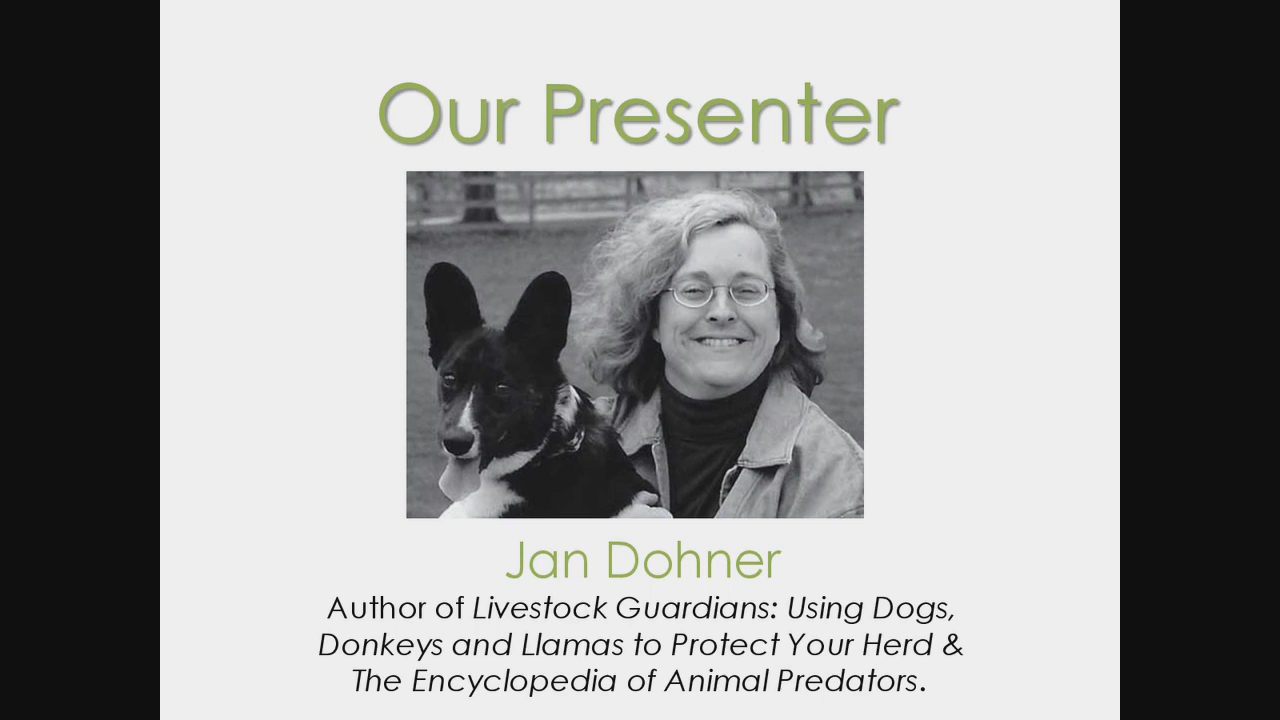 Our Presenter
Jan Dohner
Author of Livestock Guardians: Using Dogs,
Donkeys and Llamas to Protect Your Herd &
The Encyclopedia of Animal Predators.